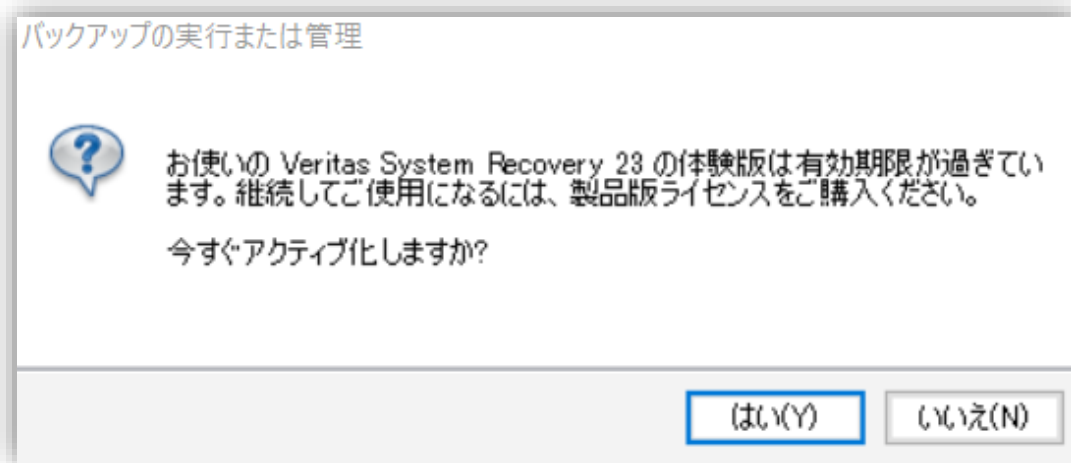 バックアップの実行または管理
お使いの Veritas System Recovery 23 の体験版は有効期限が過ぎてい
ます。継続してご使用になるには、製品版ライセンスをご購入ください。
今すぐアクティブ化しますか?
はい(Y)
いいえ(N)